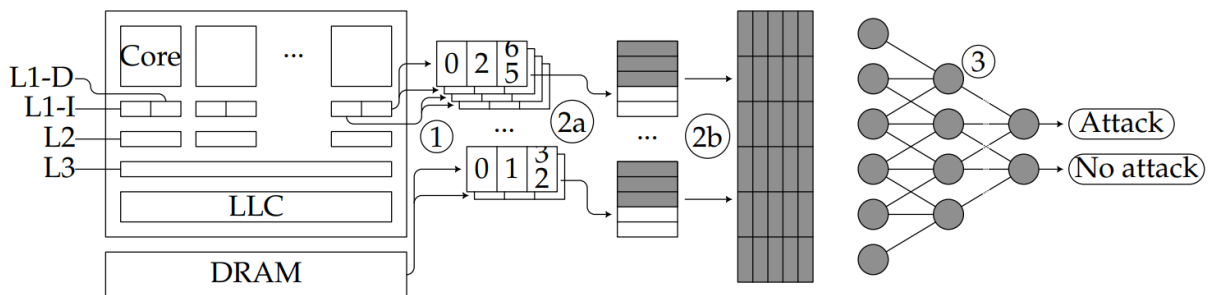 Core
...
L1-D
L1-I
L2
L3
LLC
DRAM
1
0 2 6
5
2a
...
0 1 3
2
...
2b
3
Attack
No attack